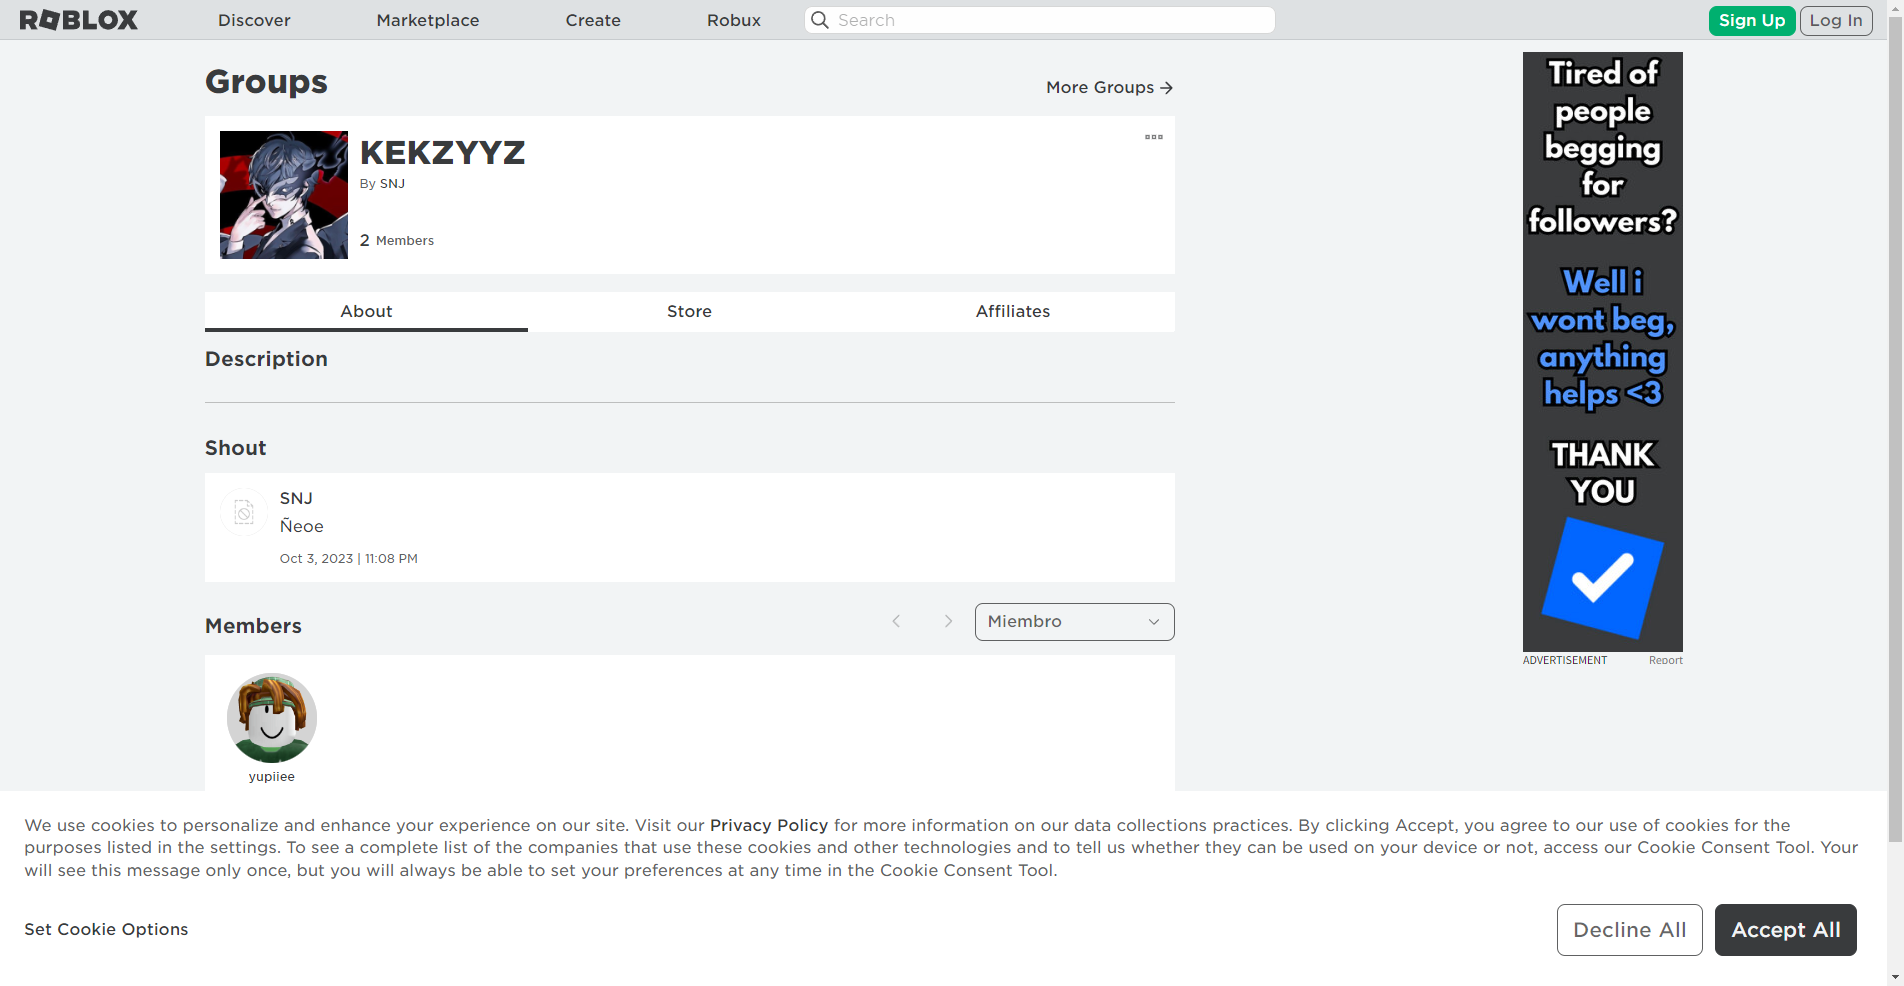 ROBLOX
Discover
Marketplace
Create
Robux
Search
Sign Up
Log In
Groups
More Groups →
KEKZYYZ
By SNJ
2 Members
About
Store
Affiliates
Description
Shout
SNJ
Ñeoe
Oct 3, 2023 | 11:08 PM
Members
Miembro
yupiiee
Tired of
people
begging
for
followers?
Well i
wont beg,
anything
helps <3
THANK
YOU
ADVERTISEMENT
Report
We use cookies to personalize and enhance your experience on our site. Visit our Privacy Policy for more information on our data collections practices. By clicking Accept, you agree to our use of cookies for the
purposes listed in the settings. To see a complete list of the companies that use these cookies and other technologies and to tell us whether they can be used on your device or not, access our Cookie Consent Tool. Your
will see this message only once, but you will always be able to set your preferences at any time in the Cookie Consent Tool.
Set Cookie Options
Decline All
Accept All